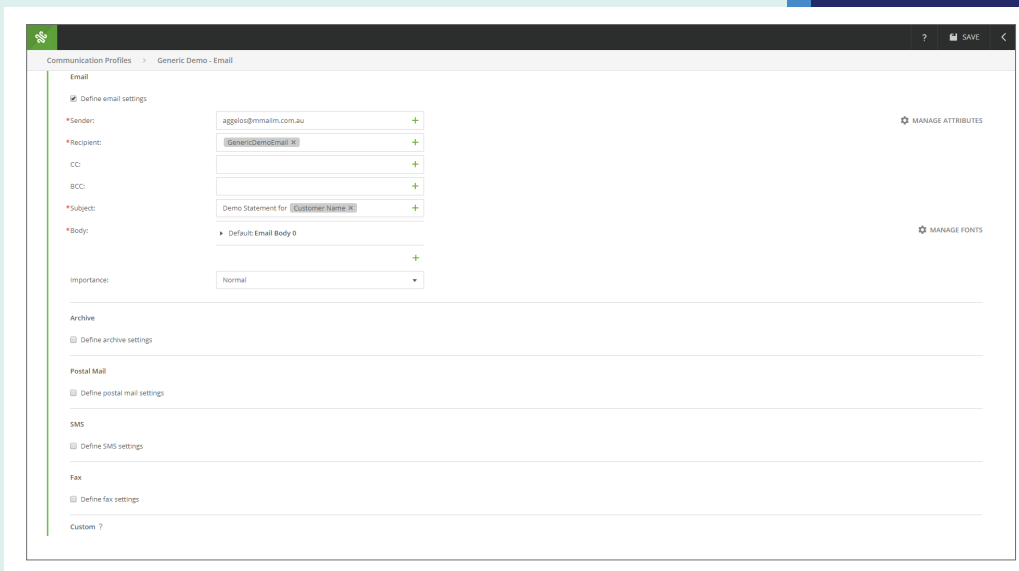 ? SAVE
Communication Profiles > Generic Demo - Email
Email
Define email settings
*Sender: aggelos@mmailm.com.au + MANAGE ATTRIBUTES
*Recipient: GenericDemoEmail × +
CC: +
BCC: +
*Subject: Demo Statement for Customer Name × +
*Body: Default: Email Body 0 MANAGE FONTS
+
Importance: Normal
Archive
Define archive settings
Postal Mail
Define postal mail settings
SMS
Define SMS settings
Fax
Define fax settings
Custom ?